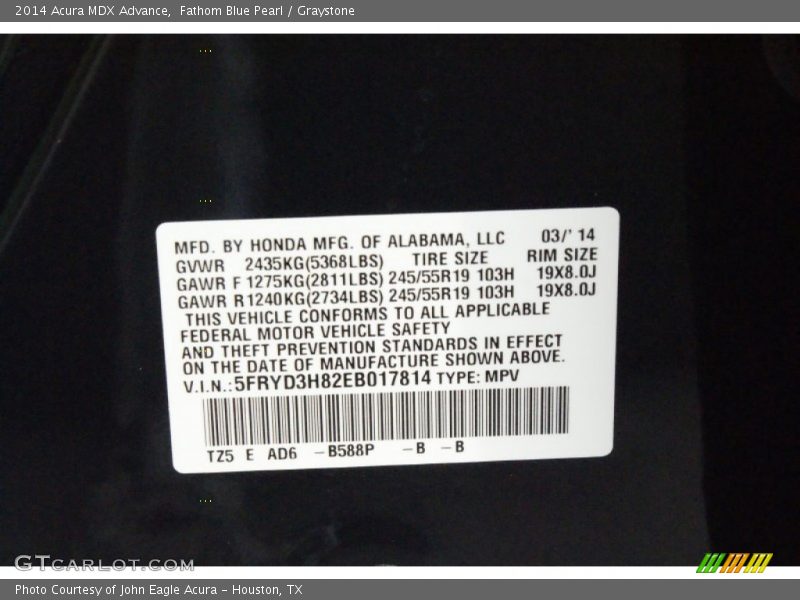 2014 Acura MDX Advance,  Fathom Blue Pearl / Graystone
MFD. BY HONDA MFG. OF ALABAMA, LLC 03/' 14
GVWR 2435KG(5368LBS) TIRE SIZE RIM SIZE
GAWR F 1275KG(2811LBS) 245/55R19 103H 19X8.0J
GAWR R 1240KG(2734LBS) 245/55R19 103H 19X8.0J
THIS VEHICLE CONFORMS TO ALL APPLICABLE
FEDERAL MOTOR VEHICLE SAFETY
AND THEFT PREVENTION STANDARDS IN EFFECT
ON THE DATE OF MANUFACTURE SHOWN ABOVE.
V.I.N.:5FRYD3H82EB017814 TYPE: MPV
TZ5 E AD6 -B588P -B -B
GTCARLOT.COM
Photo Courtesy of John Eagle Acura - Houston, TX